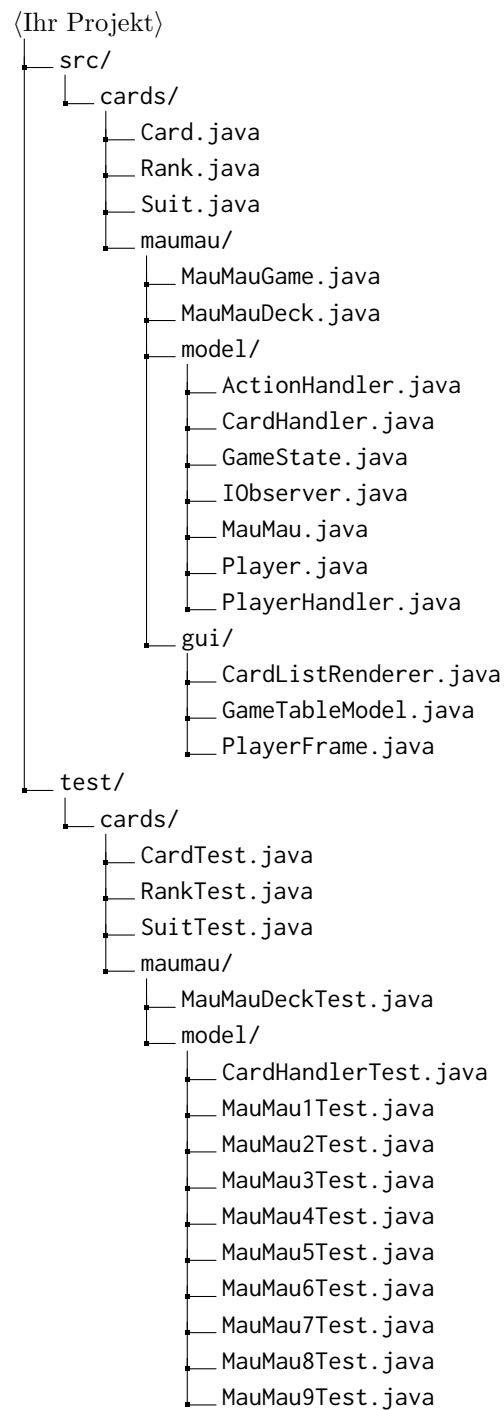 ⟨Ihr Projekt⟩
src/
cards/
Card.java
Rank.java
Suit.java
maumau/
MauMauGame.java
MauMauDeck.java
model/
ActionHandler.java
CardHandler.java
GameState.java
IObserver.java
MauMau.java
Player.java
PlayerHandler.java
gui/
CardListRenderer.java
GameTableModel.java
PlayerFrame.java
test/
cards/
CardTest.java
RankTest.java
SuitTest.java
maumau/
MauMauDeckTest.java
model/
CardHandlerTest.java
MauMau1Test.java
MauMau2Test.java
MauMau3Test.java
MauMau4Test.java
MauMau5Test.java
MauMau6Test.java
MauMau7Test.java
MauMau8Test.java
MauMau9Test.java